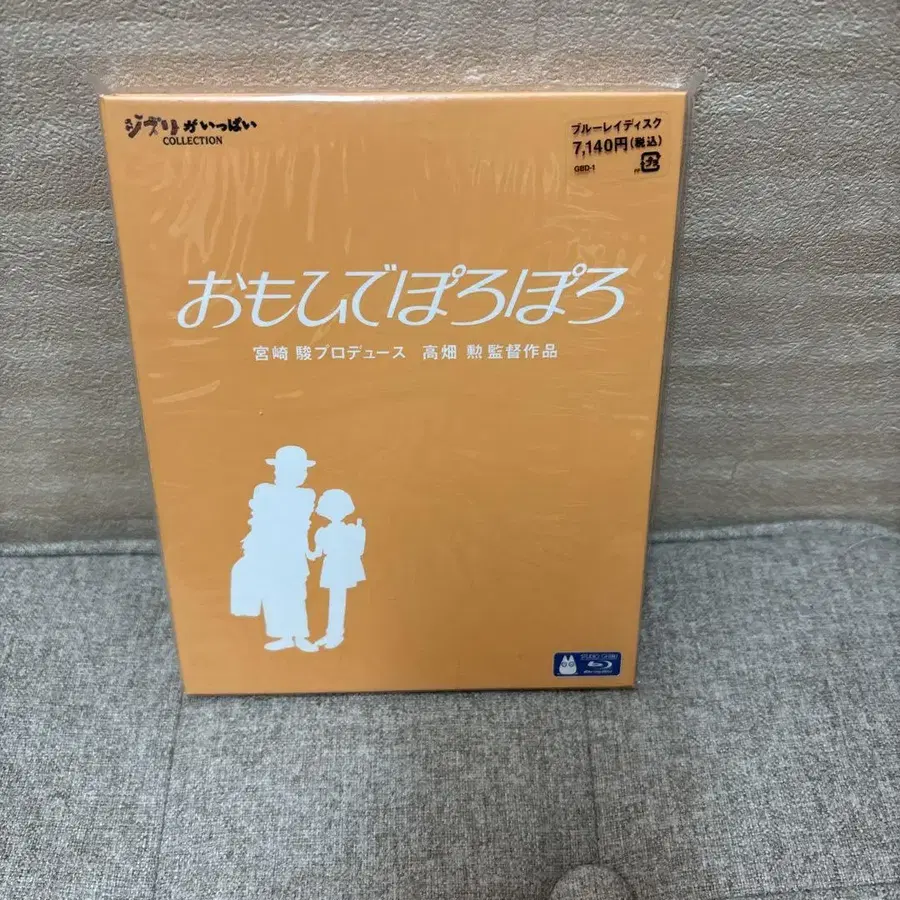 ジブリがいっぱい
COLLECTION
ブルーレイディスク
7,140円(税込)
GBD-1
おもひでぽろぽろ
宮崎 駿プロデュース 高畑 勲監督作品
STUDIO GHIBLI